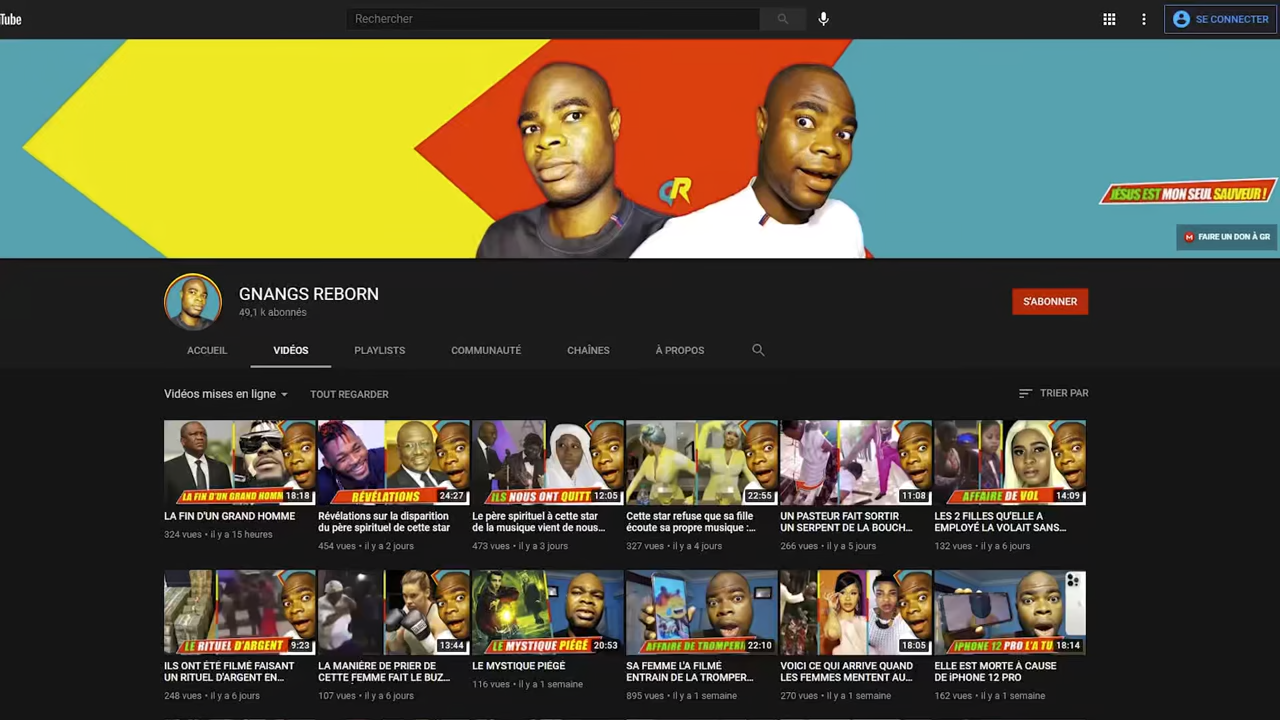 Tube
Rechercher
SE CONNECTER
GR
JÉSUS EST MON SEUL SAUVEUR !
FAIRE UN DON À GR
GNANGS REBORN
49,1 k abonnés
S'ABONNER
ACCUEIL VIDÉOS PLAYLISTS COMMUNAUTÉ CHAÎNES À PROPOS
Vidéos mises en ligne TOUT REGARDER TRIER PAR
LA FIN D'UN GRAND HOMM 18:18
RÉVÉLATIONS 24:27
ILS NOUS ONT QUITT 12:05
22:55
11:08
AFFAIRE DE VOL 14:09
LA FIN D'UN GRAND HOMME
324 vues • il y a 15 heures
Révélations sur la disparition
du père spirituel de cette star
454 vues • il y a 2 jours
Le père spirituel à cette star
de la musique vient de nous...
473 vues • il y a 3 jours
Cette star refuse que sa fille
écoute sa propre musique :...
327 vues • il y a 4 jours
UN PASTEUR FAIT SORTIR
UN SERPENT DE LA BOUCH...
266 vues • il y a 5 jours
LES 2 FILLES QU'ELLE A
EMPLOYÉ LA VOLAIT SANS...
132 vues • il y a 6 jours
LE RITUEL D'ARGENT 9:23
13:44
LE MYSTIQUE PIÉGÉ 20:53
AFFAIRE DE TROMPERI 22:10
18:05
IPHONE 12 PRO L'A TU 18:14
ILS ONT ÉTÉ FILMÉ FAISANT
UN RITUEL D'ARGENT EN...
248 vues • il y a 6 jours
LA MANIÈRE DE PRIER DE
CETTE FEMME FAIT LE BUZ...
107 vues • il y a 6 jours
LE MYSTIQUE PIÉGÉ
116 vues • il y a 1 semaine
SA FEMME L'A FILMÉ
ENTRAIN DE LA TROMPER...
895 vues • il y a 1 semaine
VOICI CE QUI ARRIVE QUAND
LES FEMMES MENTENT AU...
270 vues • il y a 1 semaine
ELLE EST MORTE À CAUSE
DE iPHONE 12 PRO
162 vues • il y a 1 semaine